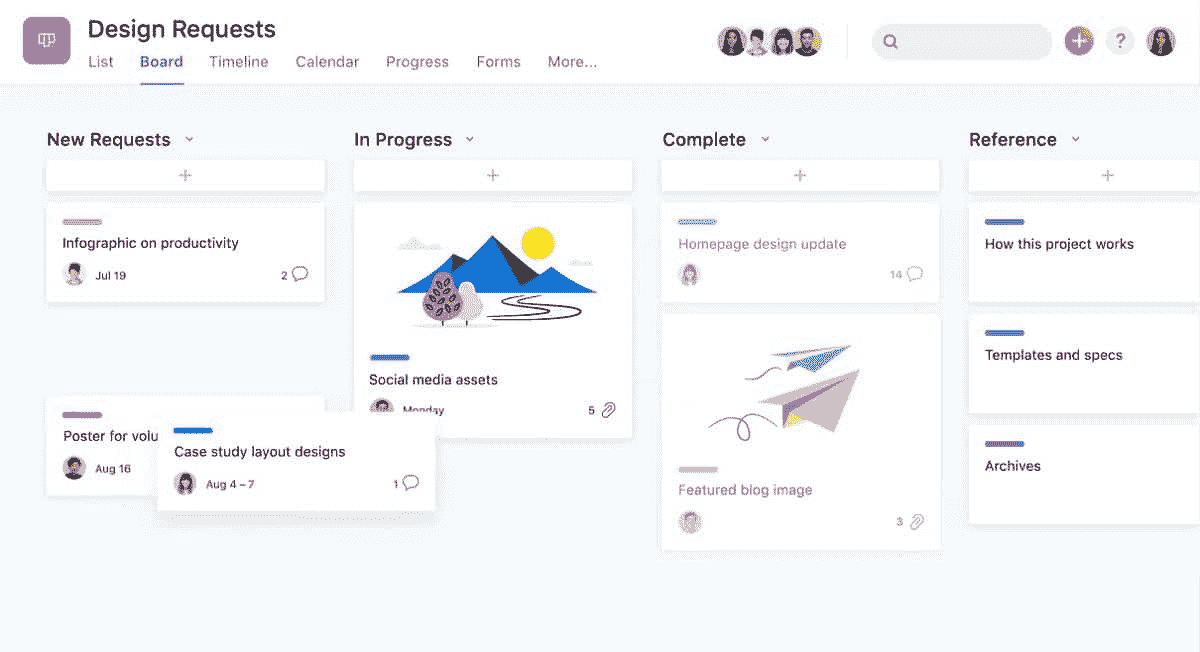 Design Requests
List Board Timeline Calendar Progress Forms More...
?
New Requests
Infographic on productivity
Jul 19 2
Poster for volu
Aug 16
In Progress
Social media assets
Monday 5
Case study layout designs
Aug 4 – 7 1
Complete
Homepage design update
14
Featured blog image
3
Reference
How this project works
Templates and specs
Archives